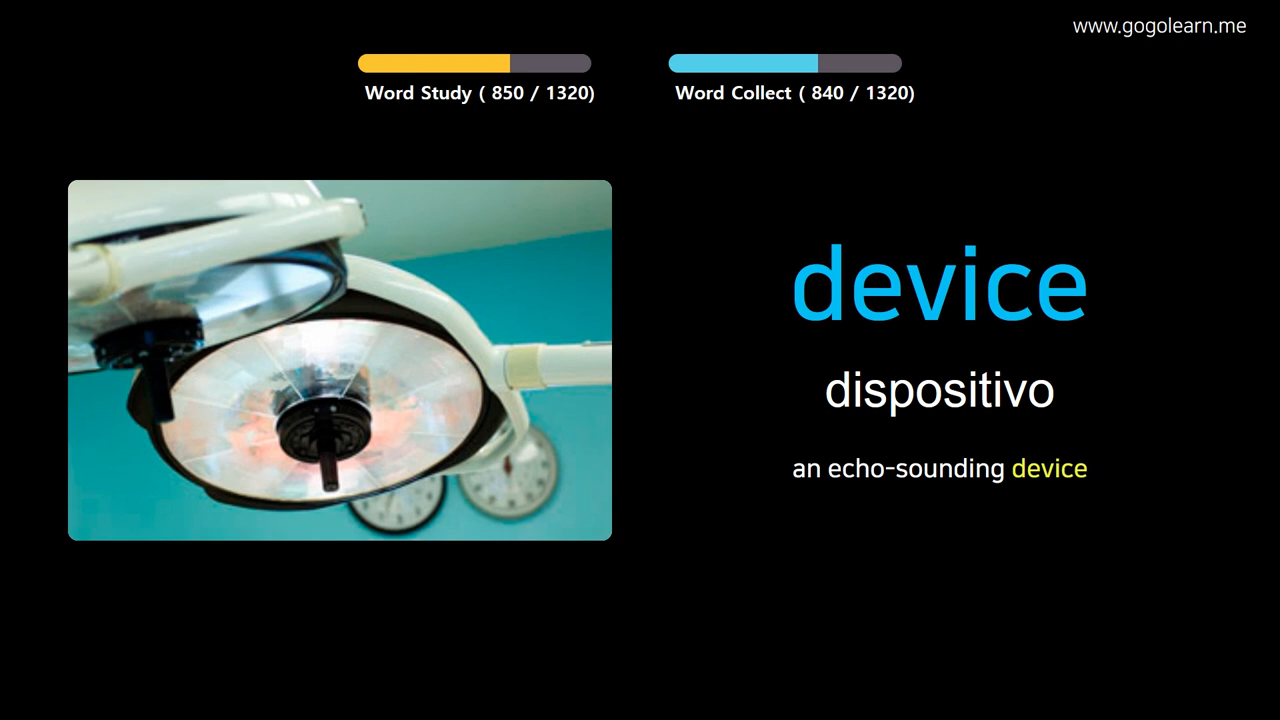 www.gogolearn.me
Word Study ( 850 / 1320)
Word Collect ( 840 / 1320)
device
dispositivo
an echo-sounding device